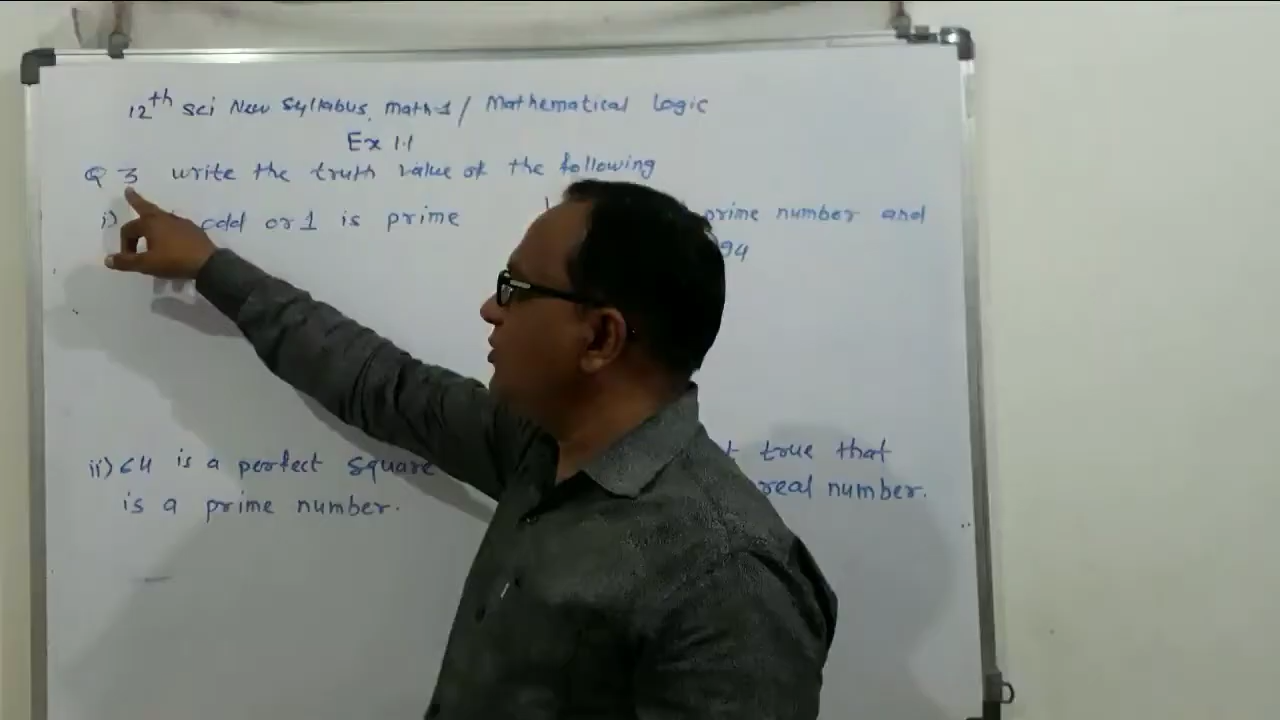 12th Sci New Syllabus, Math-1 / Mathematical Logic
Ex 1.1
Q 3 write the truth value of the following
i) odd or 1 is prime
prime number and
94
ii) 64 is a perfect square
is a prime number.
true that
real number.